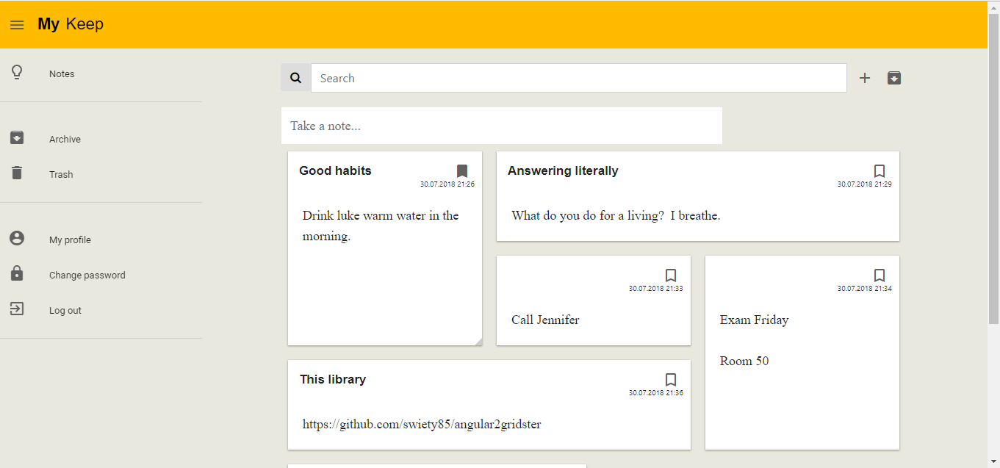 My Keep
Notes
Archive
Trash
My profile
Change password
Log out
Search
Take a note...
Good habits
30.07.2018 21:26
Drink luke warm water in the
morning.
Answering literally
30.07.2018 21:29
What do you do for a living?  I breathe.
30.07.2018 21:33
Call Jennifer
30.07.2018 21:34
Exam Friday
Room 50
This library
30.07.2018 21:36
https://github.com/swiety85/angular2gridster